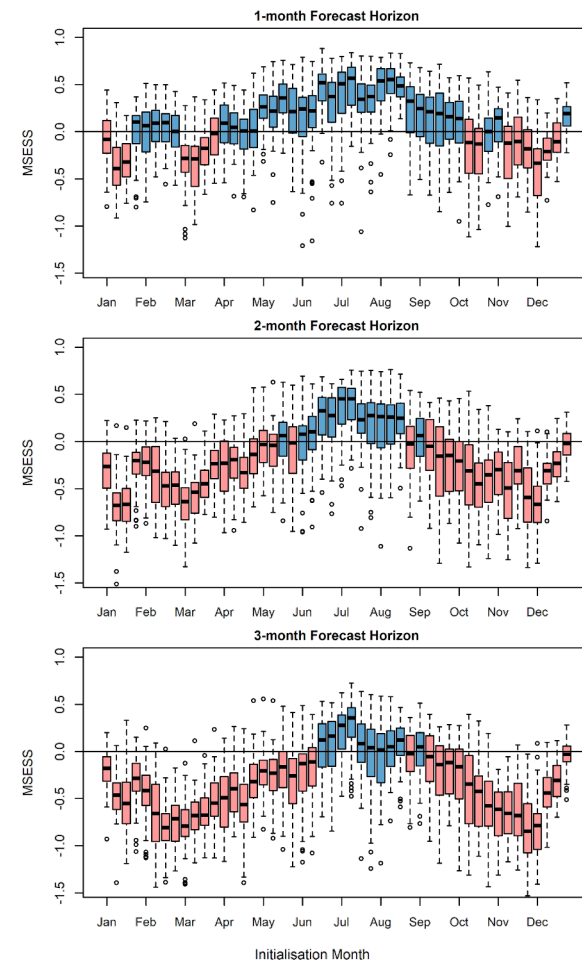 1-month Forecast Horizon
1.0
0.5
0.0
-0.5
-1.0
-1.5
MSESS
Jan Feb Mar Apr May Jun Jul Aug Sep Oct Nov Dec
2-month Forecast Horizon
1.0
0.5
0.0
-0.5
-1.0
-1.5
MSESS
Jan Feb Mar Apr May Jun Jul Aug Sep Oct Nov Dec
3-month Forecast Horizon
1.0
0.5
0.0
-0.5
-1.0
-1.5
MSESS
Jan Feb Mar Apr May Jun Jul Aug Sep Oct Nov Dec
Initialisation Month